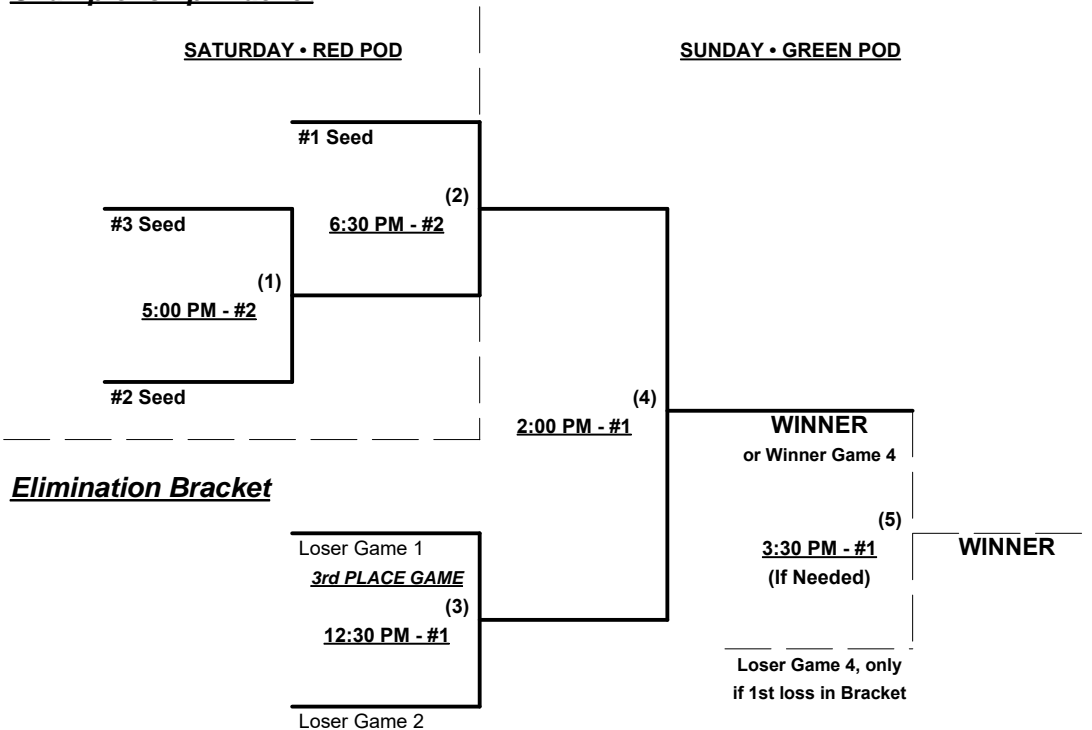 SATURDAY • RED POD
SUNDAY • GREEN POD
#1 Seed
(2)
6:30 PM - #2
#3 Seed
(1)
5:00 PM - #2
#2 Seed
(4)
2:00 PM - #1
WINNER
or Winner Game 4
Elimination Bracket
(5)
3:30 PM - #1
(If Needed)
WINNER
Loser Game 1
3rd PLACE GAME
(3)
12:30 PM - #1
Loser Game 4, only
if 1st loss in Bracket
Loser Game 2